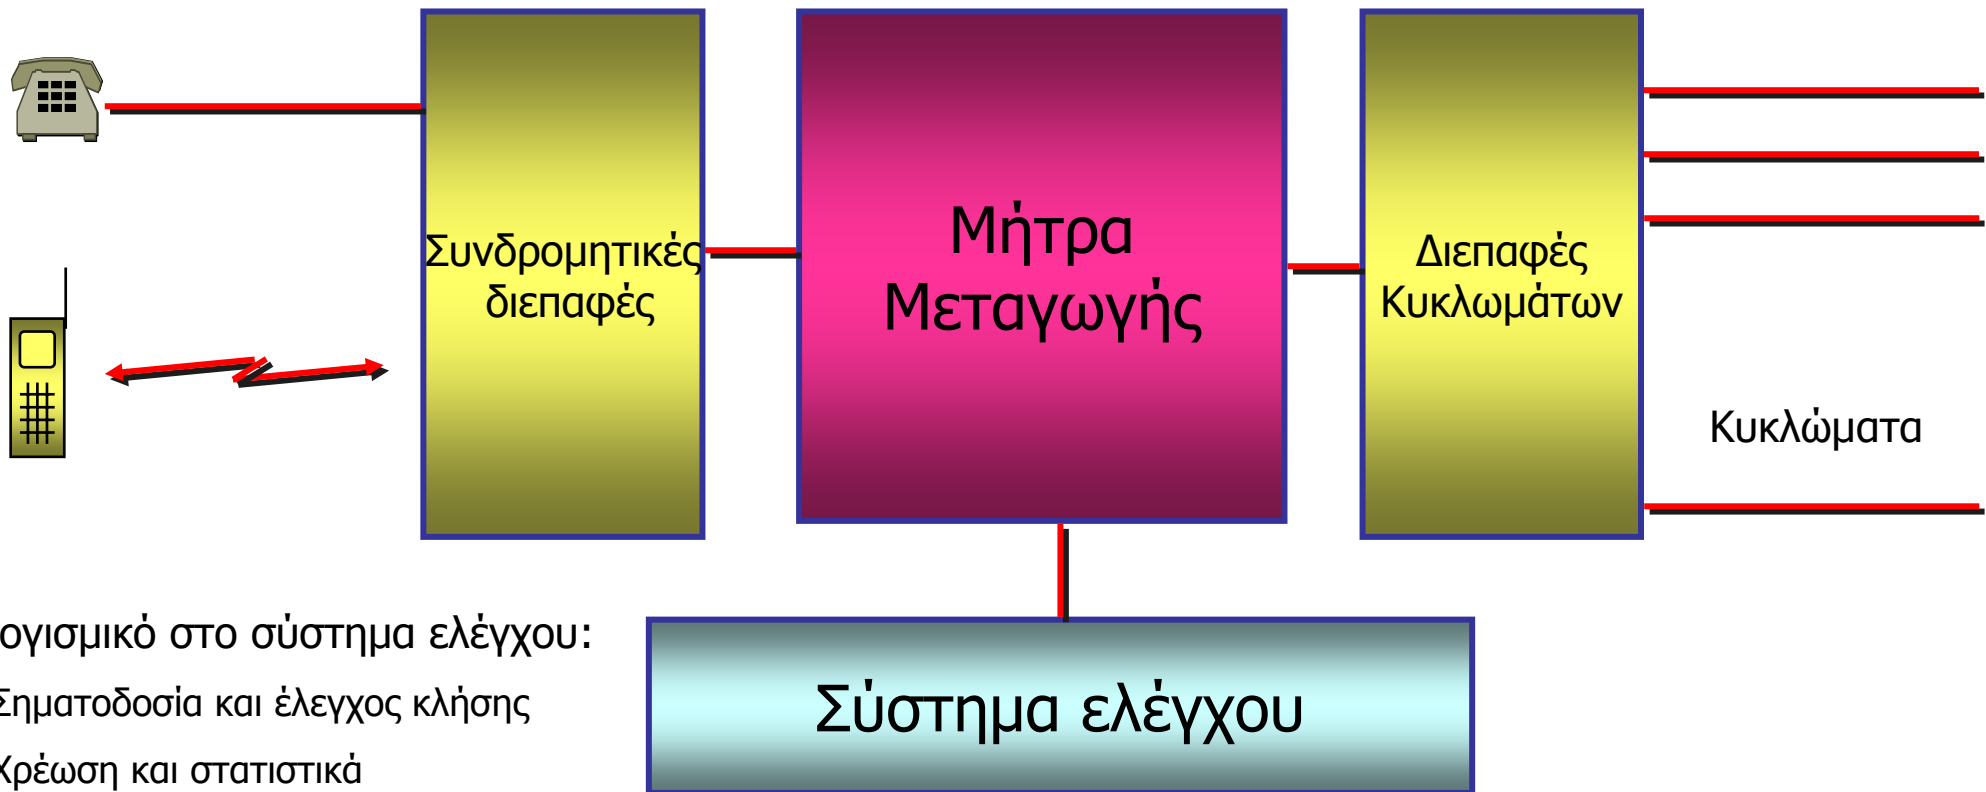 Συνδρομητικές
διεπαφές
Μήτρα
Μεταγωγής
Διεπαφές
Κυκλωμάτων
Κυκλώματα
Σύστημα ελέγχου
στο σύστημα ελέγχου:
Σηματοδοσία και έλεγχος κλήσης
Χρέωση και στατιστικά